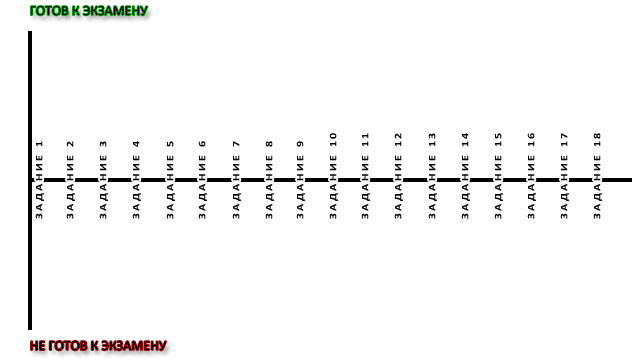 ГОТОВ К ЭКЗАМЕНУ
ЗАДАНИЕ 1
ЗАДАНИЕ 2
ЗАДАНИЕ 3
ЗАДАНИЕ 4
ЗАДАНИЕ 5
ЗАДАНИЕ 6
ЗАДАНИЕ 7
ЗАДАНИЕ 8
ЗАДАНИЕ 9
ЗАДАНИЕ 10
ЗАДАНИЕ 11
ЗАДАНИЕ 12
ЗАДАНИЕ 13
ЗАДАНИЕ 14
ЗАДАНИЕ 15
ЗАДАНИЕ 16
ЗАДАНИЕ 17
ЗАДАНИЕ 18
НЕ ГОТОВ К ЭКЗАМЕНУ